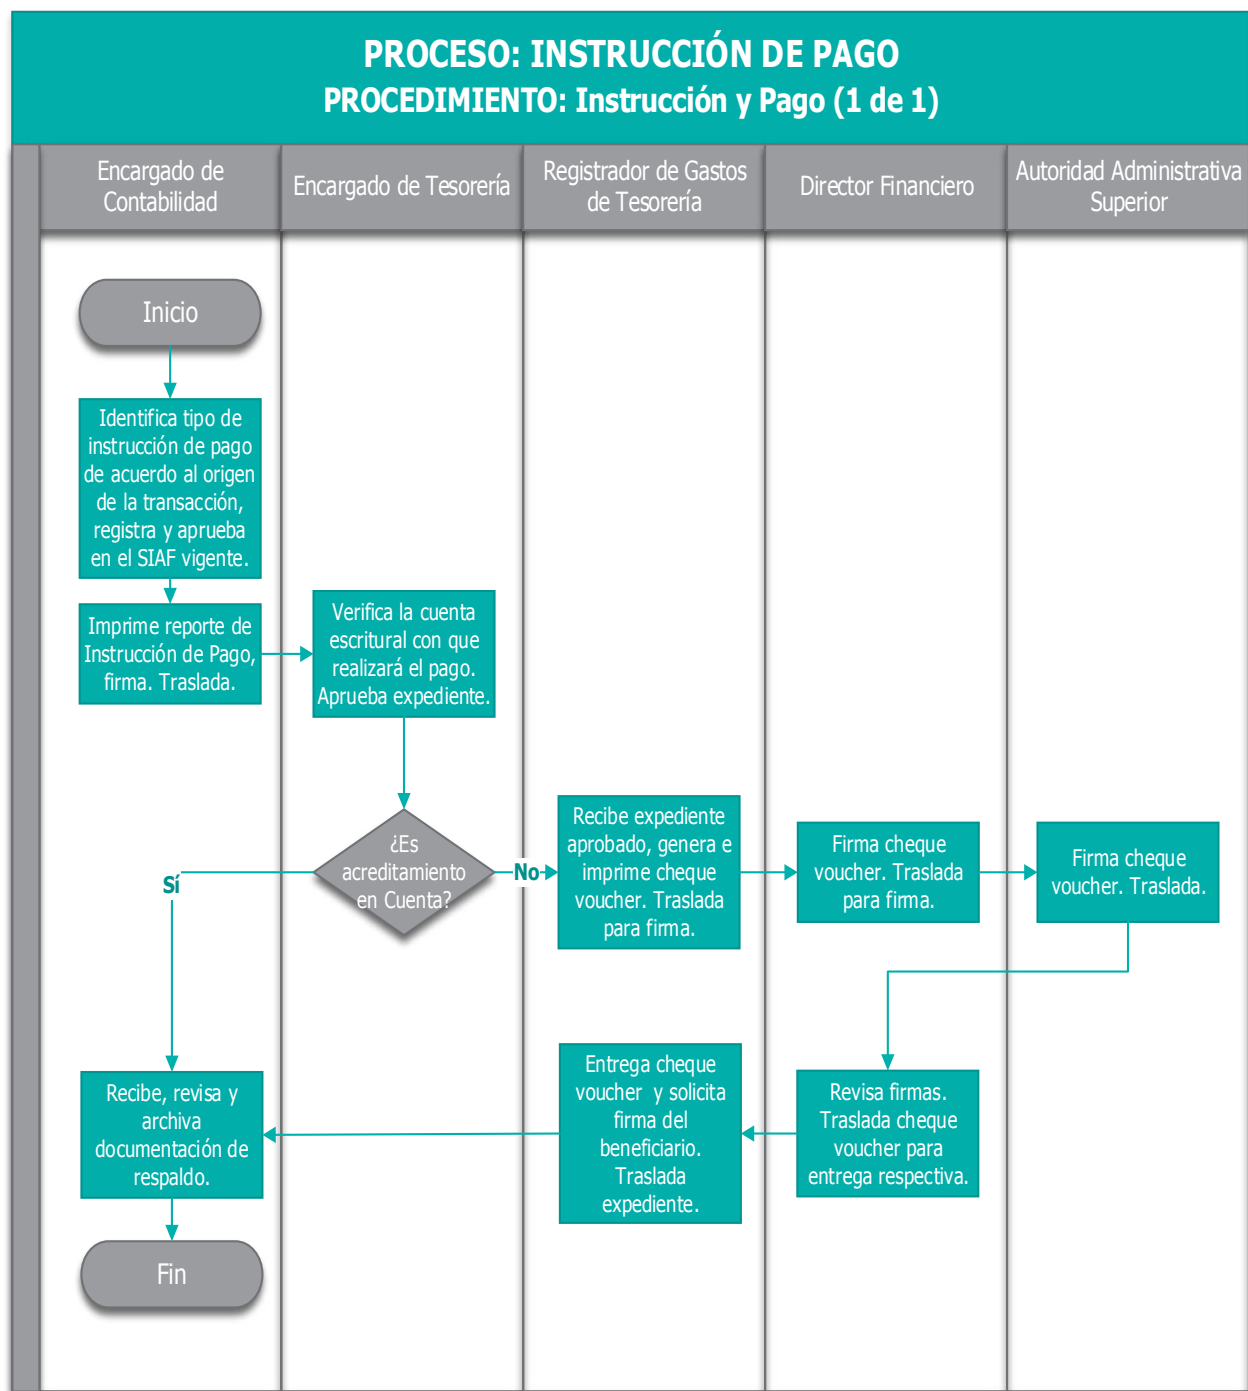 PROCESO: INSTRUCCIÓN DE PAGO
PROCEDIMIENTO: Instrucción y Pago (1 de 1)
Encargado de
Contabilidad
Encargado de Tesorería
Registrador de Gastos
de Tesorería
Director Financiero
Autoridad Administrativa
Superior
Inicio
Identifica tipo de
instrucción de pago
de acuerdo al origen
de la transacción,
registra y aprueba
en el SIAF vigente.
Imprime reporte de
Instrucción de Pago,
firma. Traslada.
Verifica la cuenta
escritural con que
realizará el pago.
Aprueba expediente.
¿Es
acreditamiento
en Cuenta?
Sí
No
Recibe expediente
aprobado, genera e
imprime cheque
voucher. Traslada
para firma.
Firma cheque
voucher. Traslada
para firma.
Firma cheque
voucher. Traslada.
Revisa firmas.
Traslada cheque
voucher para
entrega respectiva.
Entrega cheque
voucher y solicita
firma del
beneficiario.
Traslada
expediente.
Recibe, revisa y
archiva
documentación de
respaldo.
Fin